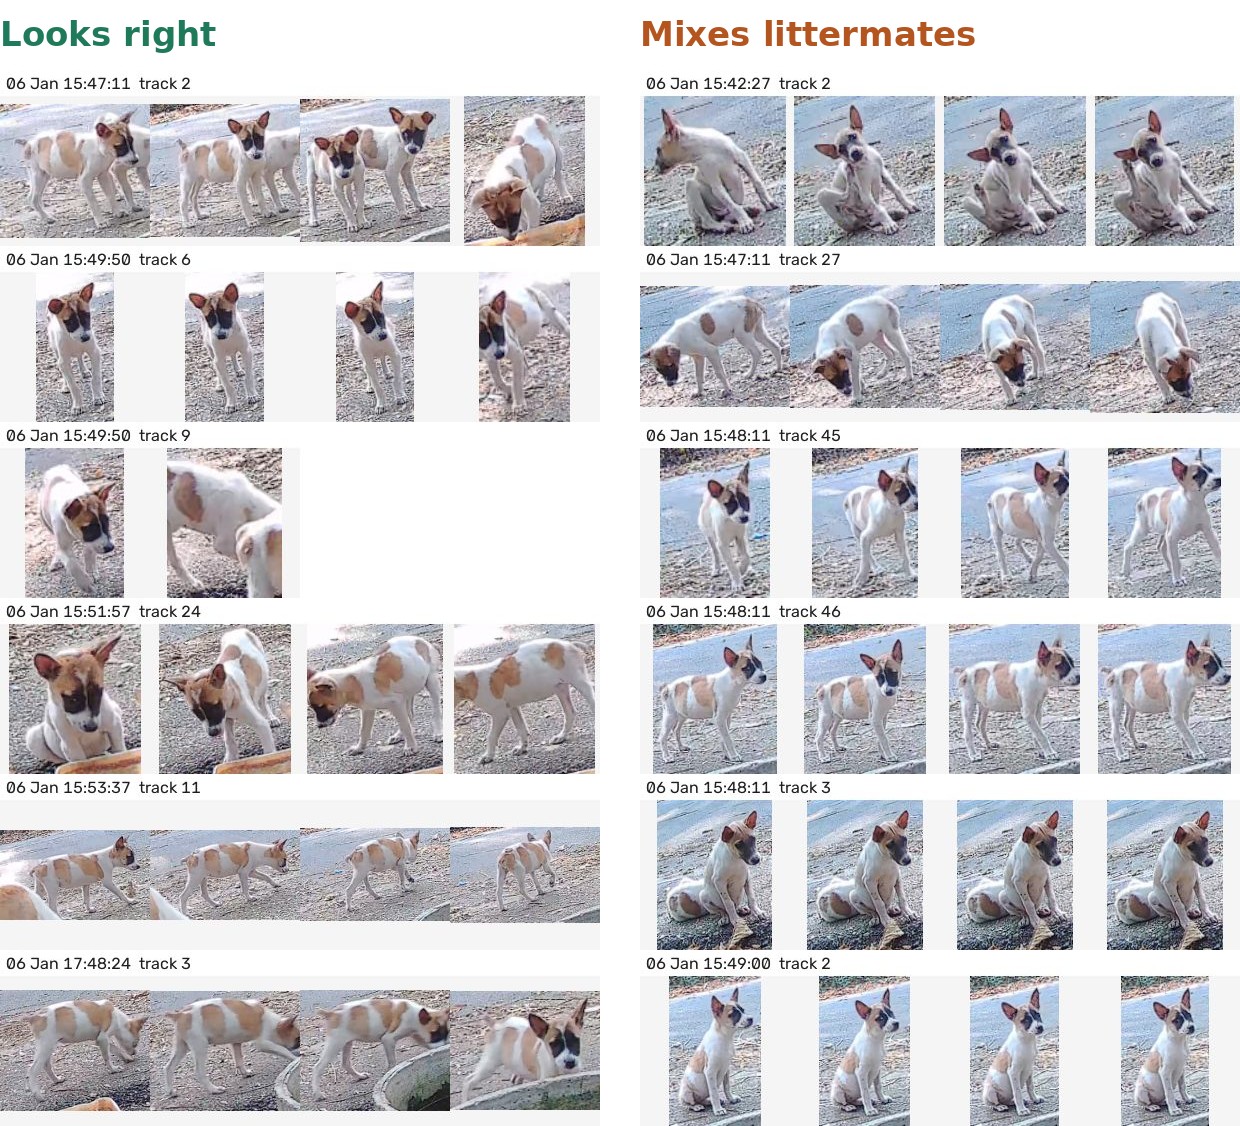 Looks right
06 Jan 15:47:11 track 2
06 Jan 15:49:50 track 6
06 Jan 15:49:50 track 9
06 Jan 15:51:57 track 24
06 Jan 15:53:37 track 11
06 Jan 17:48:24 track 3
Mixes littermates
06 Jan 15:42:27 track 2
06 Jan 15:47:11 track 27
06 Jan 15:48:11 track 45
06 Jan 15:48:11 track 46
06 Jan 15:48:11 track 3
06 Jan 15:49:00 track 2